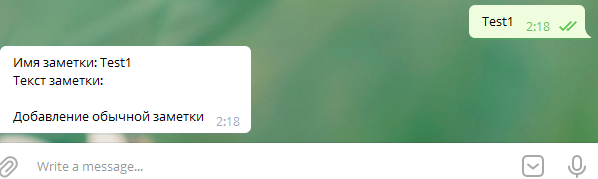 Test1
2:18
Имя заметки: Test1
Текст заметки:
Добавление обычной заметки
2:18
Write a message...